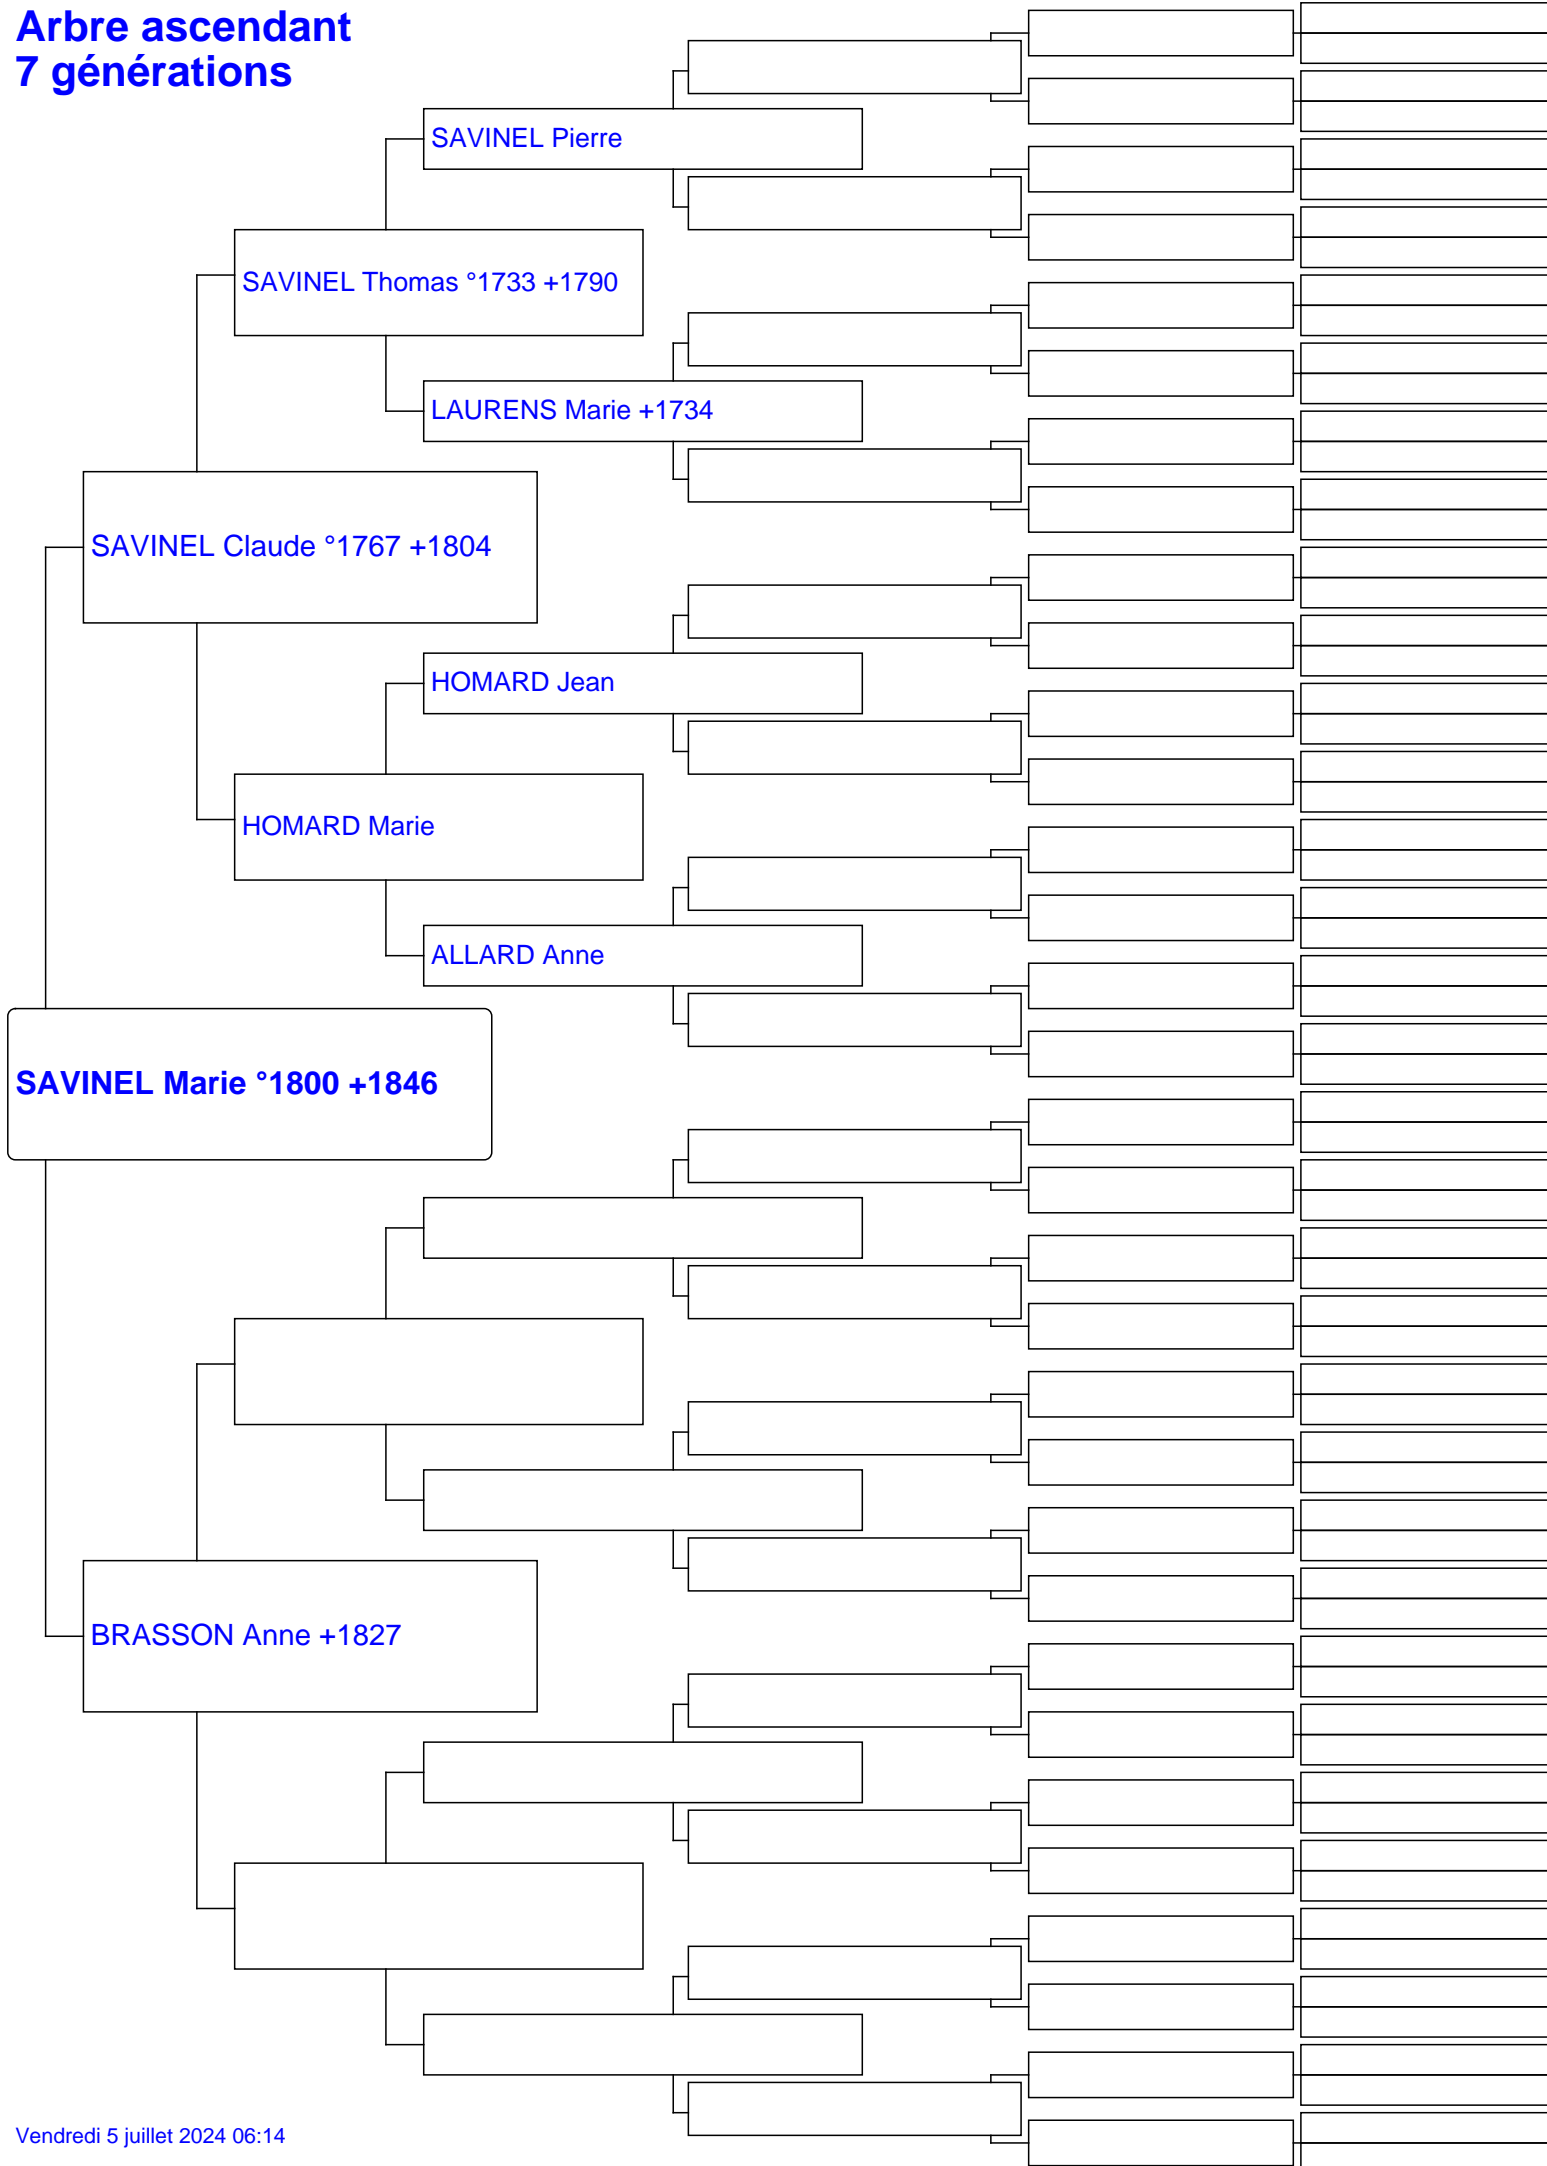 Arbre ascendant
7 générations
SAVINEL Pierre
SAVINEL Thomas °1733 +1790
LAURENS Marie +1734
SAVINEL Claude °1767 +1804
HOMARD Jean
HOMARD Marie
ALLARD Anne
SAVINEL Marie °1800 +1846
BRASSON Anne +1827
Vendredi 5 juillet 2024 06:14